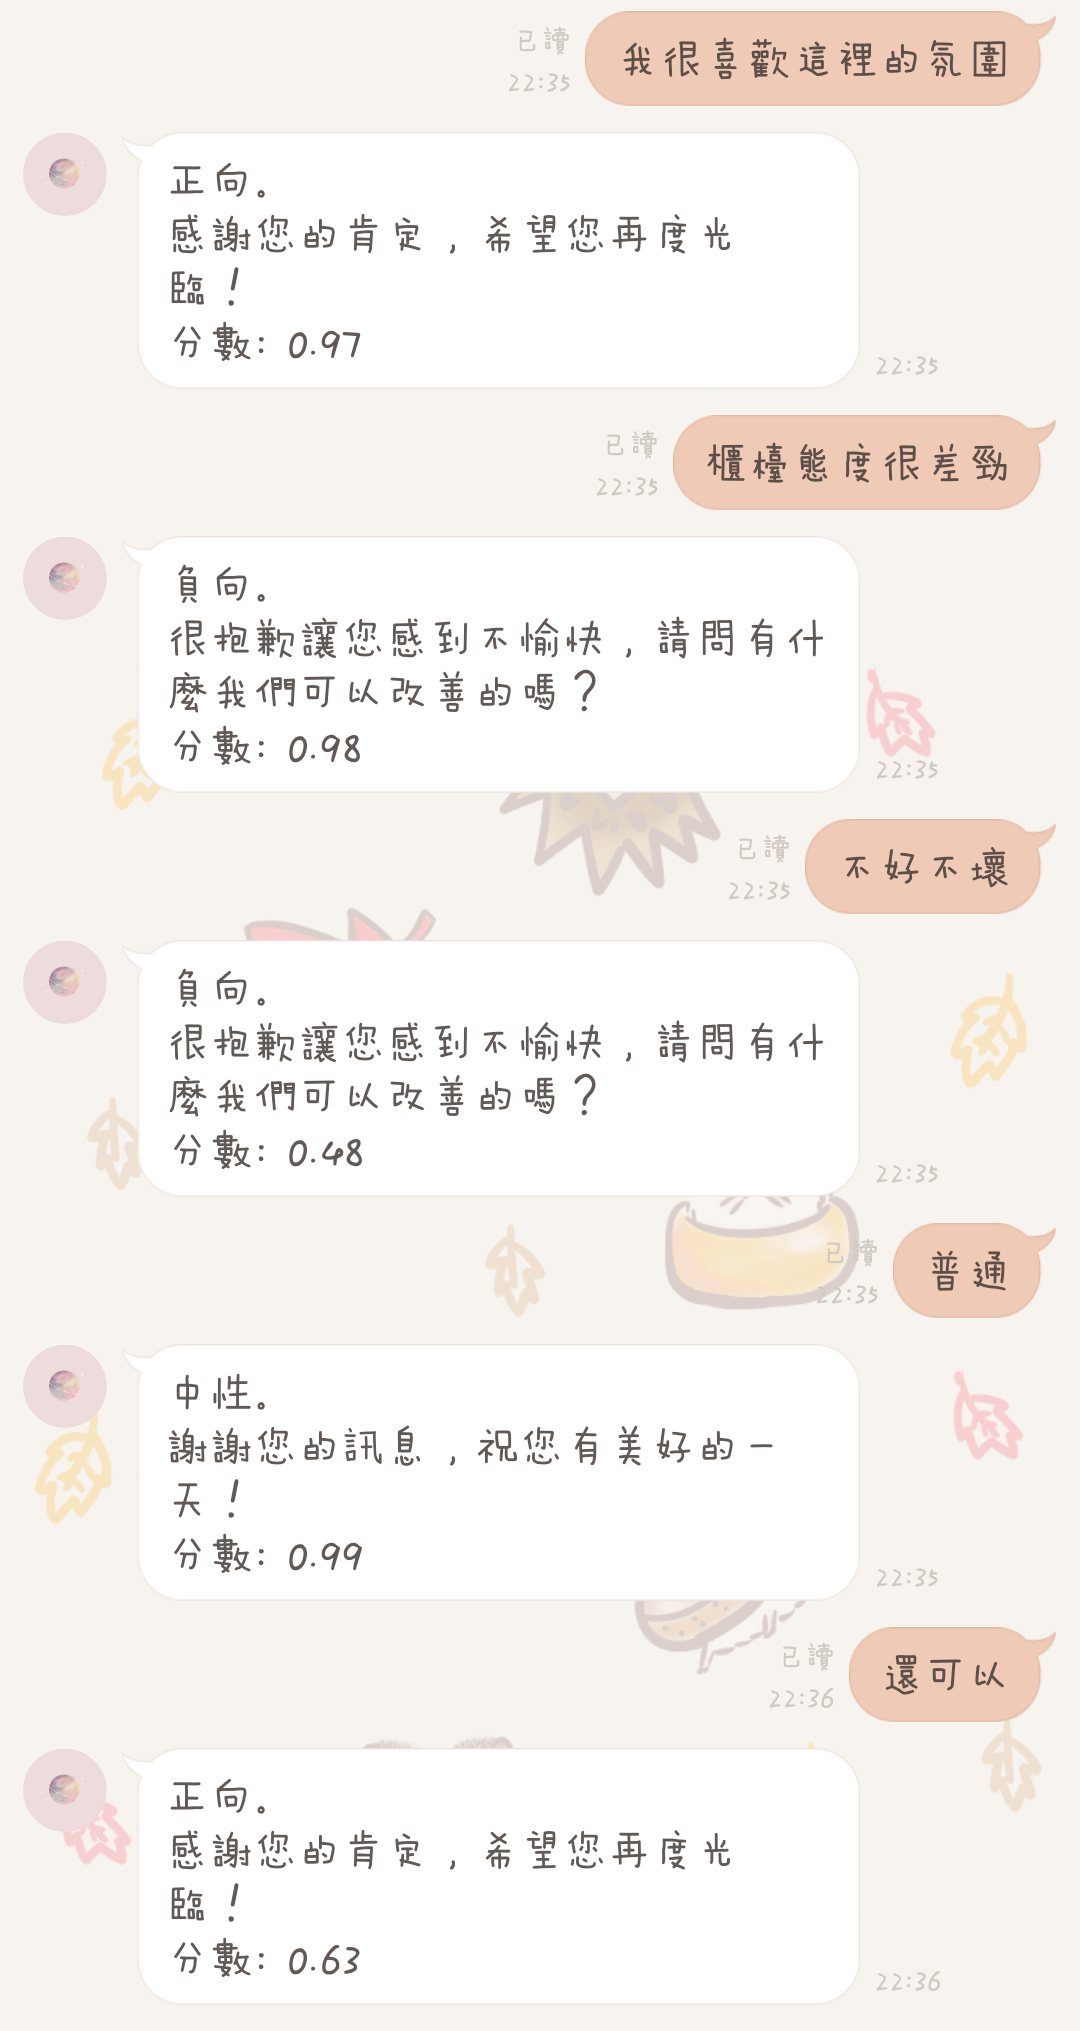 我很喜歡這裡的氛圍
已讀
22:35
正向。
感謝您的肯定，希望您再度光
臨！
分數: 0.97
22:35
櫃檯態度很差勁
已讀
22:35
負向。
很抱歉讓您感到不愉快，請問有什
麼我們可以改善的嗎？
分數: 0.98
22:35
不好不壞
已讀
22:35
負向。
很抱歉讓您感到不愉快，請問有什
麼我們可以改善的嗎？
分數: 0.48
22:35
普通
已讀
22:35
中性。
謝謝您的訊息，祝您有美好的一
天！
分數: 0.99
22:35
還可以
已讀
22:36
正向。
感謝您的肯定，希望您再度光
臨！
分數: 0.63
22:36